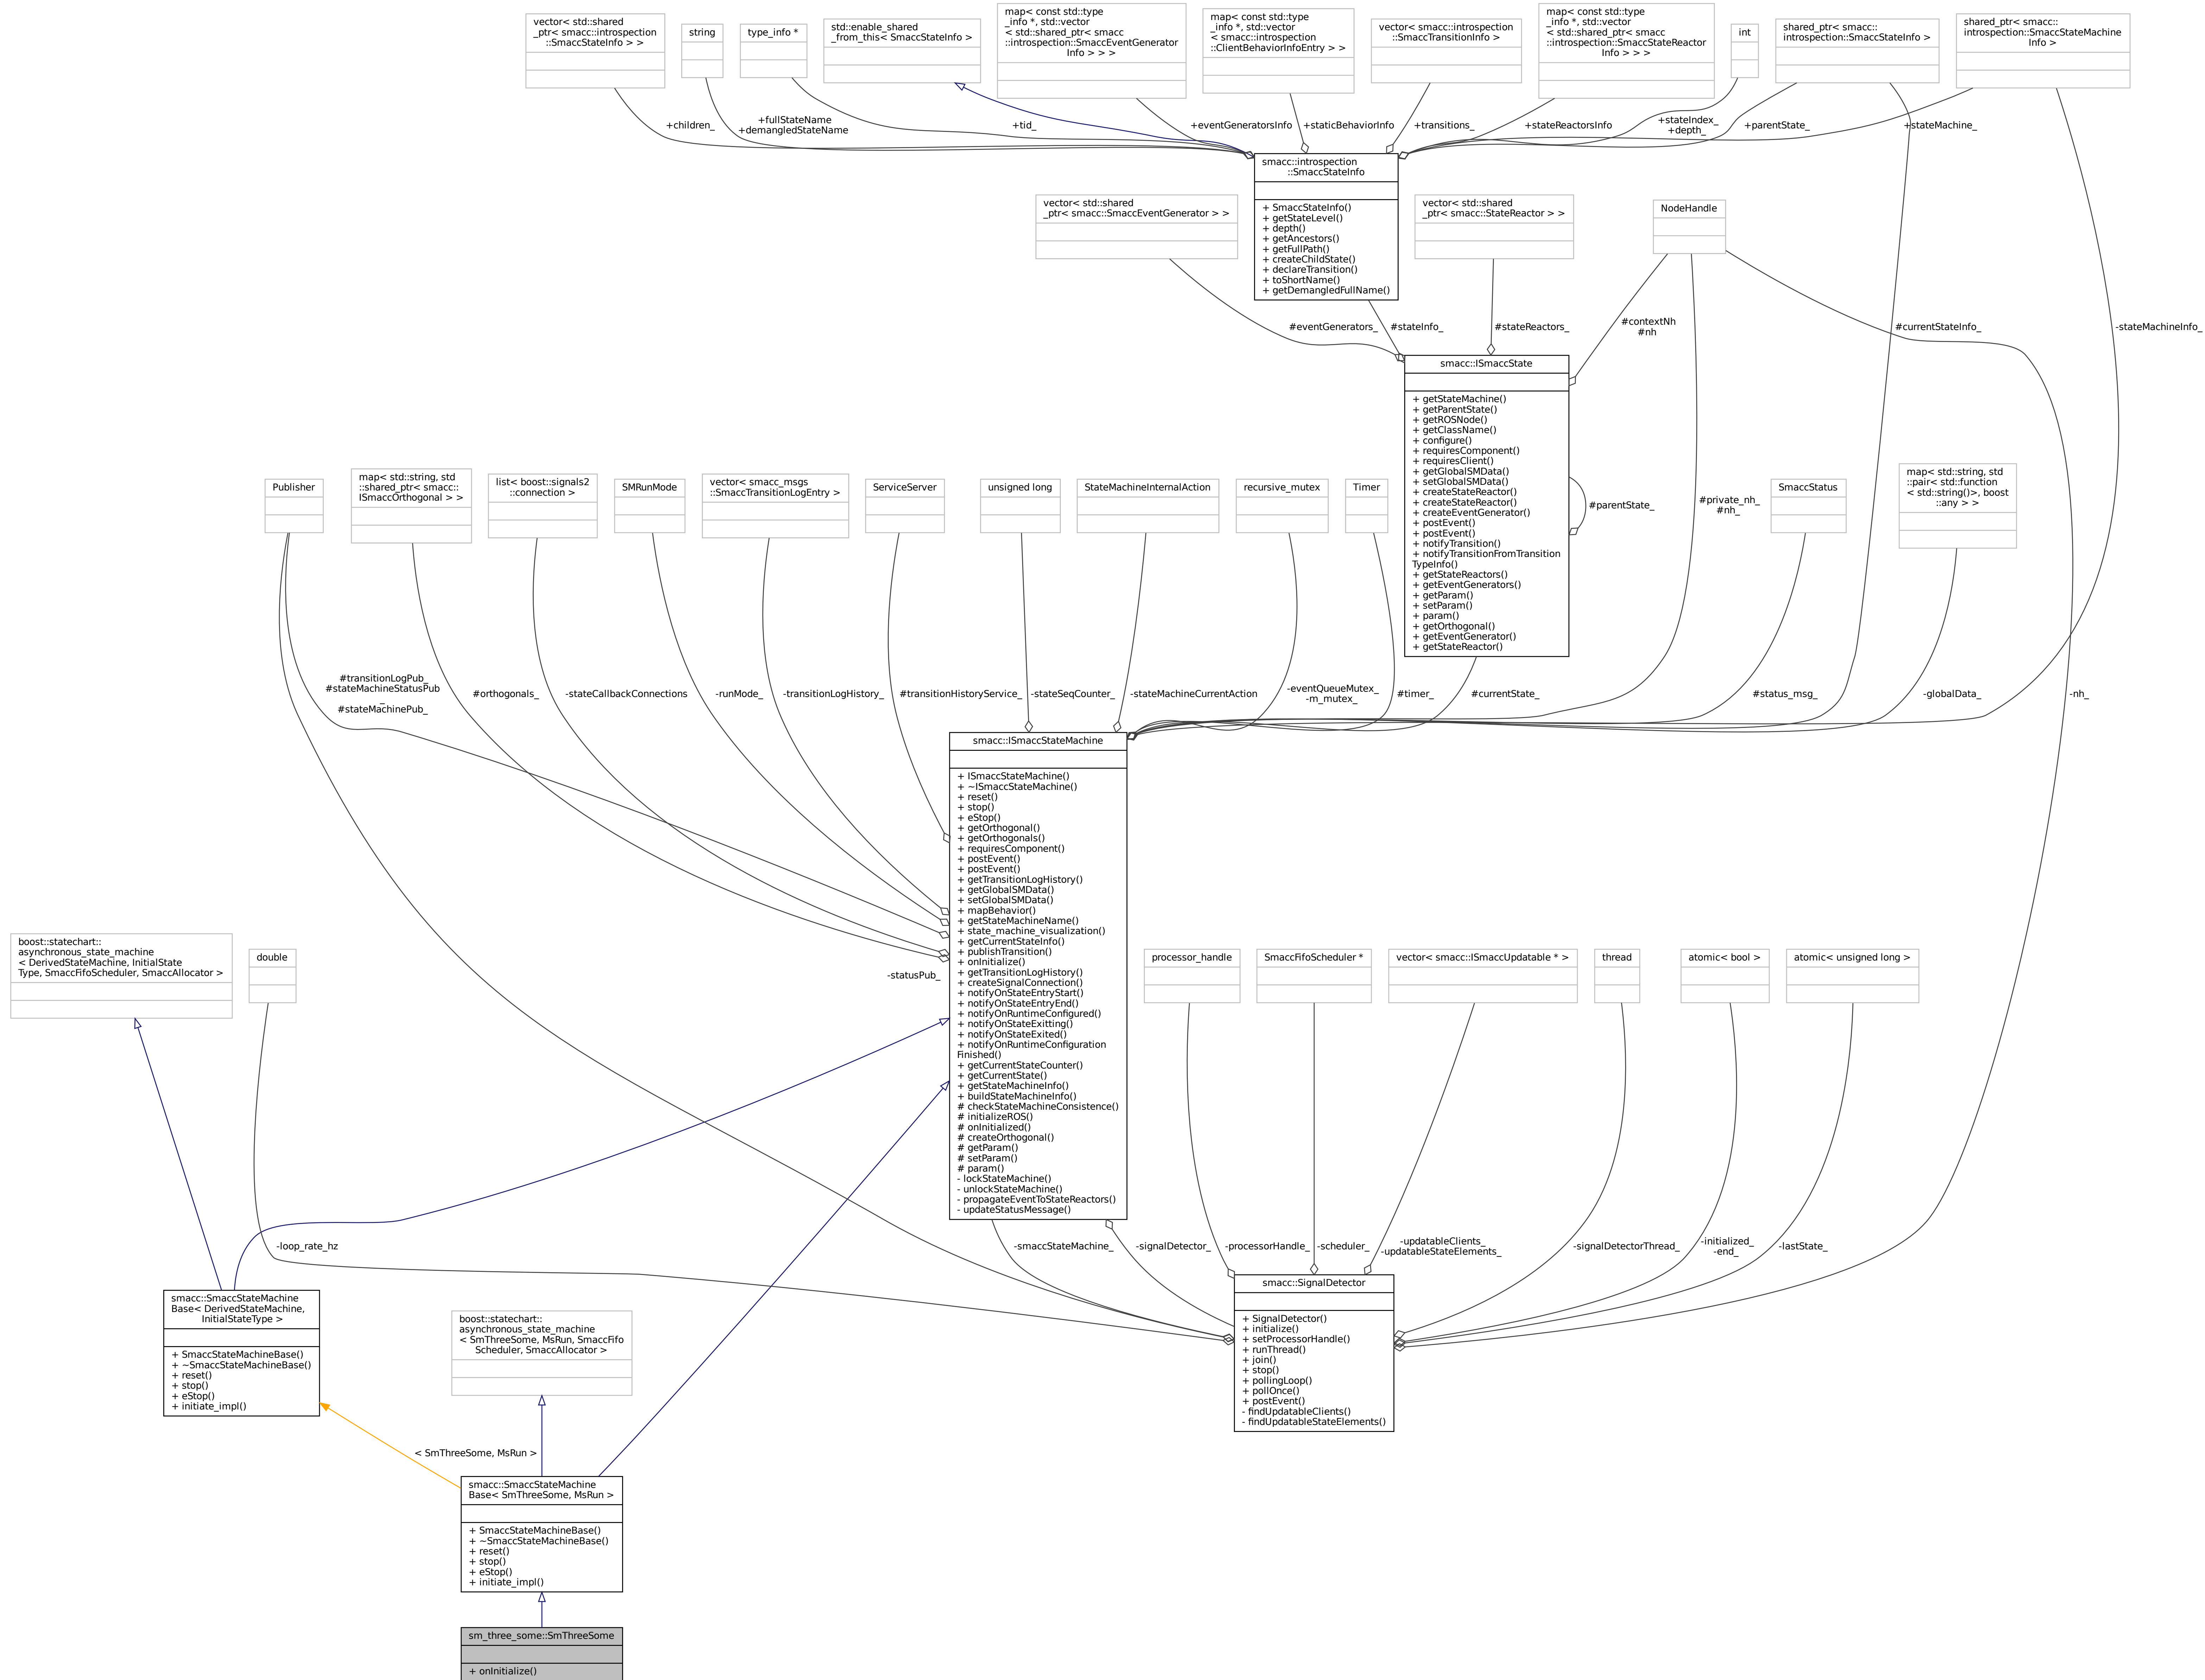 vector< std::shared
_ptr< smacc::introspection
::SmaccStateInfo > >
string
type_info *
std::enable_shared
_from_this< SmaccStateInfo >
map< const std::type
_info *, std::vector
< std::shared_ptr< smacc
::introspection::SmaccEventGenerator
Info > > >
map< const std::type
_info *, std::vector
< smacc::introspection
::ClientBehaviorInfoEntry > >
vector< smacc::introspection
::SmaccTransitionInfo >
map< const std::type
_info *, std::vector
< std::shared_ptr< smacc
::introspection::SmaccStateReactor
Info > > >
int
shared_ptr< smacc::
introspection::SmaccStateInfo >
shared_ptr< smacc::
introspection::SmaccStateMachine
Info >
+children_
+fullStateName
+demangledStateName
+tid_
+eventGeneratorsInfo
+staticBehaviorInfo
+transitions_
+stateReactorsInfo
+stateIndex_
+depth_
+parentState_
+stateMachine_
smacc::introspection
::SmaccStateInfo
+ SmaccStateInfo()
+ getStateLevel()
+ depth()
+ getAncestors()
+ getFullPath()
+ createChildState()
+ declareTransition()
+ toShortName()
+ getDemangledFullName()
vector< std::shared
_ptr< smacc::SmaccEventGenerator > >
vector< std::shared
_ptr< smacc::StateReactor > >
NodeHandle
#eventGenerators_
#stateInfo_
#stateReactors_
#contextNh
#nh
#currentStateInfo_
-stateMachineInfo_
smacc::ISmaccState
+ getStateMachine()
+ getParentState()
+ getROSNode()
+ getClassName()
+ configure()
+ requiresComponent()
+ requiresClient()
+ getGlobalSMData()
+ setGlobalSMData()
+ createStateReactor()
+ createStateReactor()
+ createEventGenerator()
+ postEvent()
+ postEvent()
+ notifyTransition()
+ notifyTransitionFromTransition
TypeInfo()
+ getStateReactors()
+ getEventGenerators()
+ getParam()
+ setParam()
+ param()
+ getOrthogonal()
+ getEventGenerator()
+ getStateReactor()
#parentState_
#private_nh_
#nh_
Publisher
map< std::string, std
::shared_ptr< smacc::
ISmaccOrthogonal > >
list< boost::signals2
::connection >
SMRunMode
vector< smacc_msgs
::SmaccTransitionLogEntry >
ServiceServer
unsigned long
StateMachineInternalAction
recursive_mutex
Timer
SmaccStatus
map< std::string, std
::pair< std::function
< std::string()>, boost
::any > >
#transitionLogPub_
#stateMachineStatusPub
_
#stateMachinePub_
#orthogonals_
-stateCallbackConnections
-runMode_
-transitionLogHistory_
#transitionHistoryService_
-stateSeqCounter_
-stateMachineCurrentAction
-eventQueueMutex_
-m_mutex_
#timer_
#currentState_
#status_msg_
-globalData_
-nh_
smacc::ISmaccStateMachine
+ ISmaccStateMachine()
+ ~ISmaccStateMachine()
+ reset()
+ stop()
+ eStop()
+ getOrthogonal()
+ getOrthogonals()
+ requiresComponent()
+ postEvent()
+ postEvent()
+ getTransitionLogHistory()
+ getGlobalSMData()
+ setGlobalSMData()
+ mapBehavior()
+ getStateMachineName()
+ state_machine_visualization()
+ getCurrentStateInfo()
+ publishTransition()
+ onInitialize()
+ getTransitionLogHistory()
+ createSignalConnection()
+ notifyOnStateEntryStart()
+ notifyOnStateEntryEnd()
+ notifyOnRuntimeConfigured()
+ notifyOnStateExitting()
+ notifyOnStateExited()
+ notifyOnRuntimeConfiguration
Finished()
+ getCurrentStateCounter()
+ getCurrentState()
+ getStateMachineInfo()
+ buildStateMachineInfo()
# checkStateMachineConsistence()
# initializeROS()
# onInitialized()
# createOrthogonal()
# getParam()
# setParam()
# param()
- lockStateMachine()
- unlockStateMachine()
- propagateEventToStateReactors()
- updateStatusMessage()
boost::statechart::
asynchronous_state_machine
< DerivedStateMachine, InitialState
Type, SmaccFifoScheduler, SmaccAllocator >
double
-statusPub_
processor_handle
SmaccFifoScheduler *
vector< smacc::ISmaccUpdatable * >
thread
atomic< bool >
atomic< unsigned long >
-loop_rate_hz
-smaccStateMachine_
-signalDetector_
-processorHandle_
-scheduler_
-updatableClients_
-updatableStateElements_
-signalDetectorThread_
-initialized_
-end_
-lastState_
smacc::SmaccStateMachine
Base< DerivedStateMachine,
InitialStateType >
+ SmaccStateMachineBase()
+ ~SmaccStateMachineBase()
+ reset()
+ stop()
+ eStop()
+ initiate_impl()
boost::statechart::
asynchronous_state_machine
< SmThreeSome, MsRun, SmaccFifo
Scheduler, SmaccAllocator >
smacc::SignalDetector
+ SignalDetector()
+ initialize()
+ setProcessorHandle()
+ runThread()
+ join()
+ stop()
+ pollingLoop()
+ pollOnce()
+ postEvent()
- findUpdatableClients()
- findUpdatableStateElements()
< SmThreeSome, MsRun >
smacc::SmaccStateMachine
Base< SmThreeSome, MsRun >
+ SmaccStateMachineBase()
+ ~SmaccStateMachineBase()
+ reset()
+ stop()
+ eStop()
+ initiate_impl()
sm_three_some::SmThreeSome
+ onInitialize()